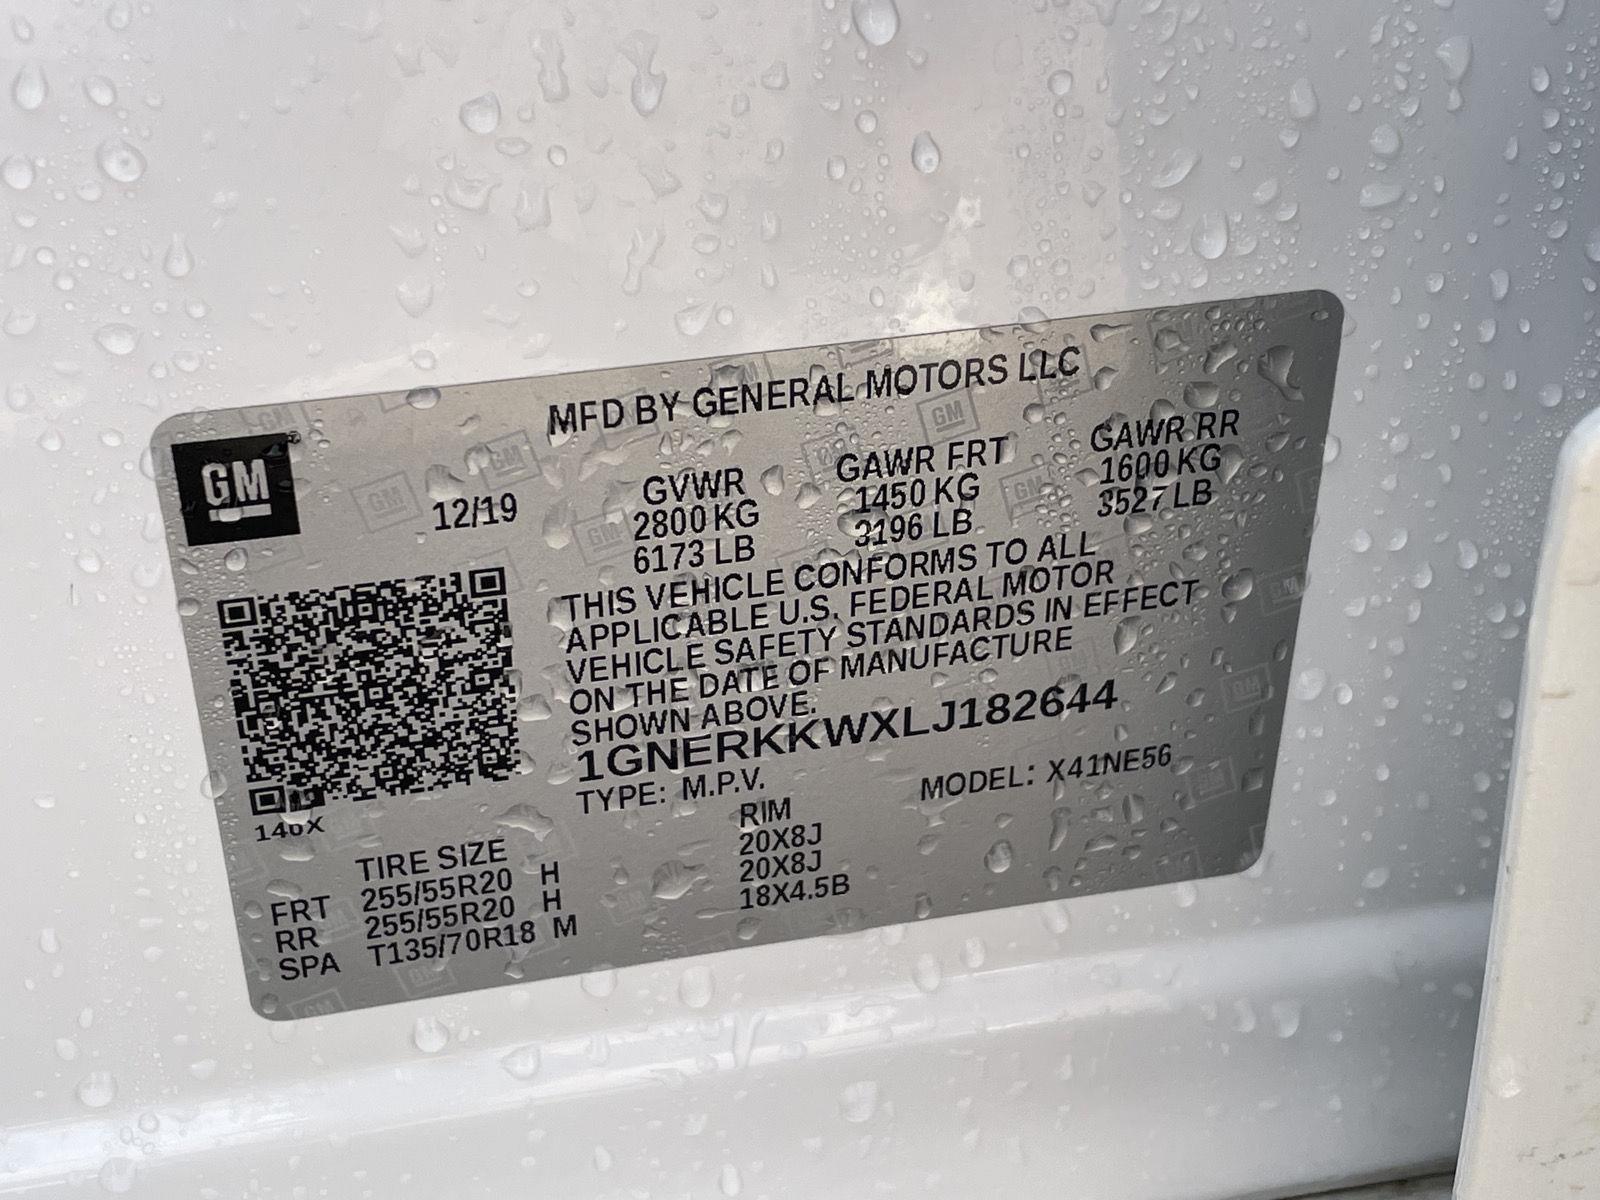 MFD BY GENERAL MOTORS LLC
GM
12/19
GVWR GAWR FRT GAWR RR
2800 KG 1450 KG 1600 KG
6173 LB 3196 LB 3527 LB
THIS VEHICLE CONFORMS TO ALL
APPLICABLE U.S. FEDERAL MOTOR
VEHICLE SAFETY STANDARDS IN EFFECT
ON THE DATE OF MANUFACTURE
SHOWN ABOVE.
1GNERKKWXLJ182644
TYPE: M.P.V. MODEL: X41NE56
TIRE SIZE RIM
FRT 255/55R20 H 20X8J
RR 255/55R20 H 20X8J
SPA T135/70R18 M 18X4.5B